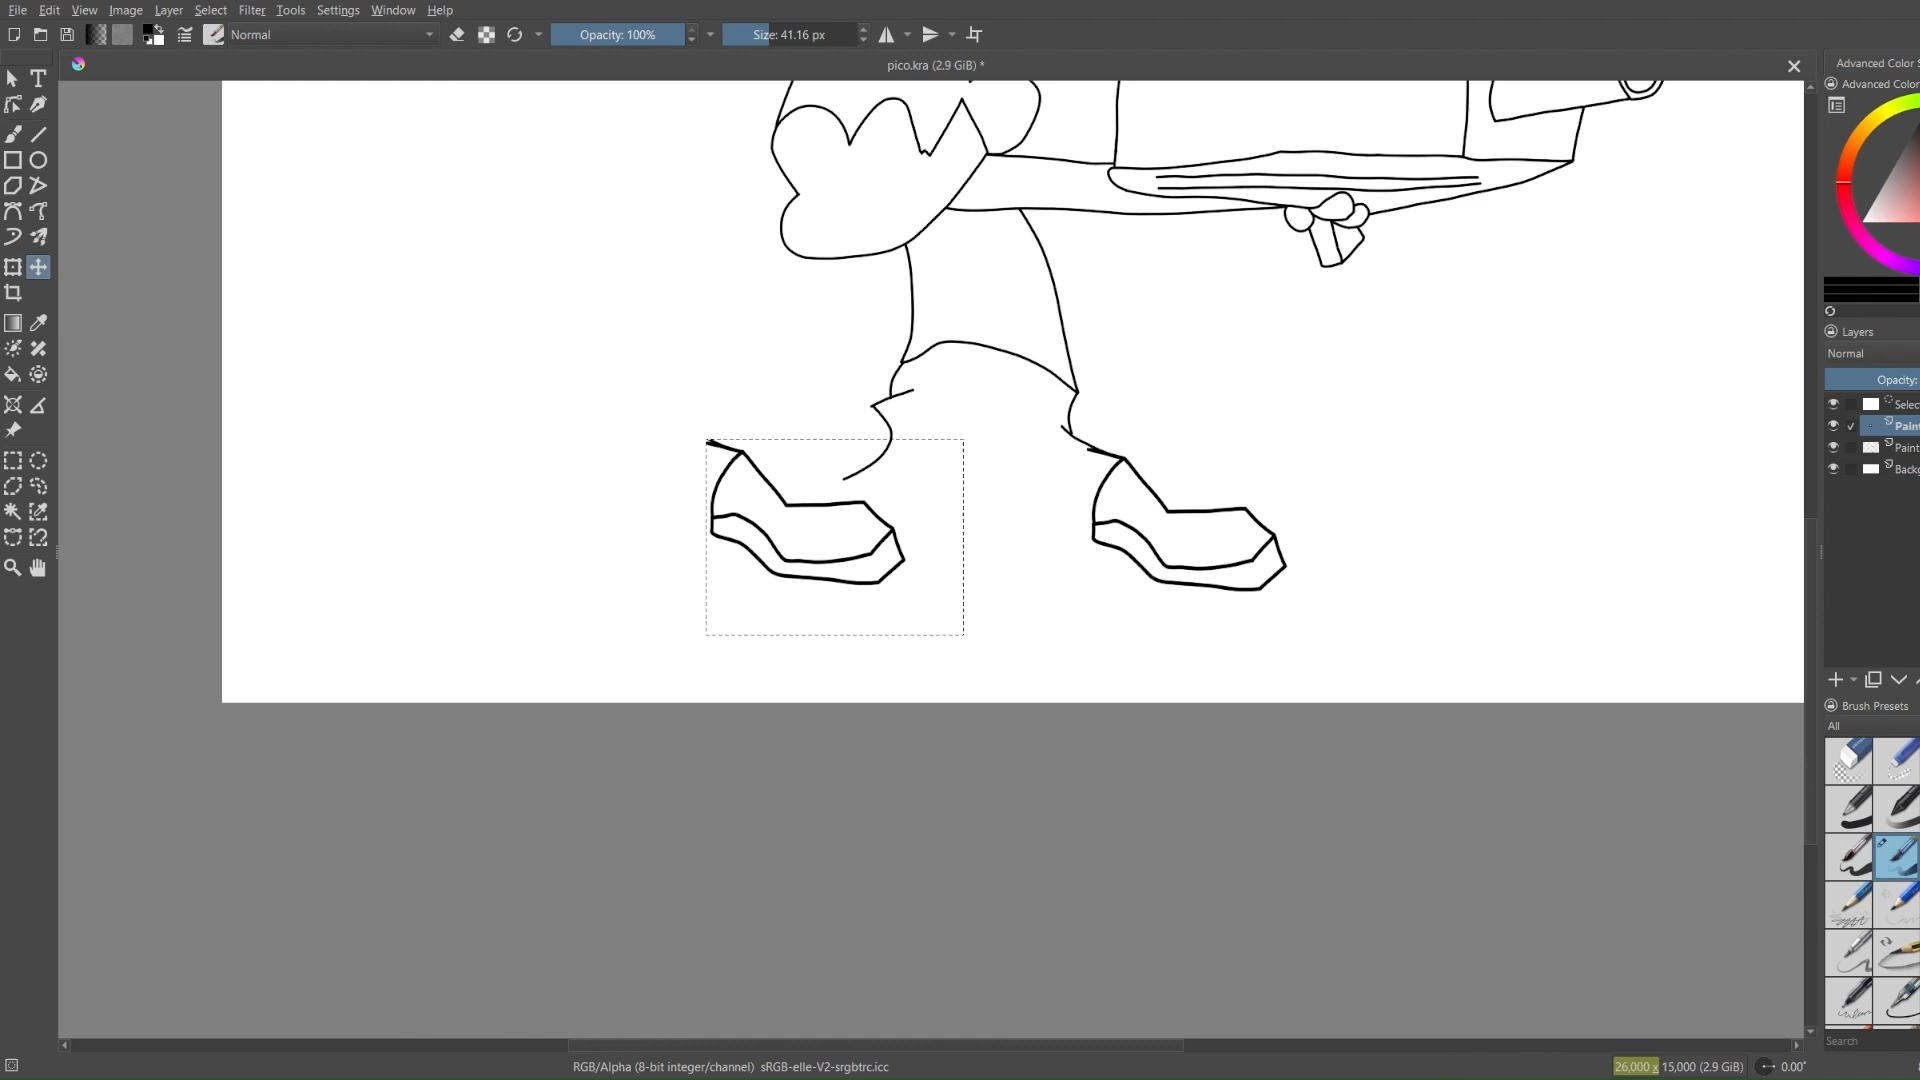 File Edit View Image Layer Select Filter Tools Settings Window Help
Normal Opacity: 100% Size: 41.16 px
pico.kra (2.9 GiB) *
Advanced Color S
Advanced Color
Layers
Normal
Opacity:
Selec
Pain
Paint
Backg
Brush Presets
All
Search
RGB/Alpha (8-bit integer/channel) sRGB-elle-V2-srgbtrc.icc
26,000 x 15,000 (2.9 GiB) 0.00°